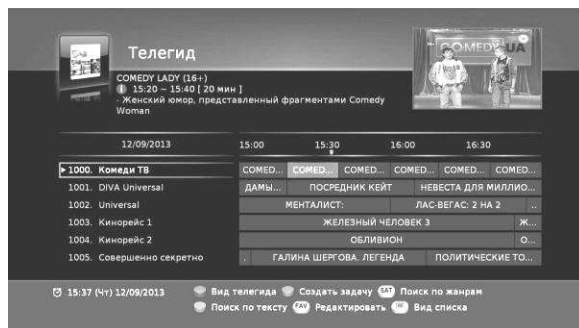 Телегид
COMEDY UA
COMEDY LADY (16+)
15:20 ~ 15:40 [ 20 мин ]
- Женский юмор, представленный фрагментами Comedy
Woman
12/09/2013 15:00 15:30 16:00 16:30
1000. Комеди ТВ COMED... COMED... COMED... COMED... COMED... COMED...
1001. DIVA Universal ДАМЫ... ПОСРЕДНИК КЕЙТ НЕВЕСТА ДЛЯ МИЛЛИО...
1002. Universal МЕНТАЛИСТ: ЛАС-ВЕГАС: 2 НА 2 ..
1003. Кинорейс 1 ЖЕЛЕЗНЫЙ ЧЕЛОВЕК 3 Ж...
1004. Кинорейс 2 ОБЛИВИОН О...
1005. Совершенно секретно . ГАЛИНА ШЕРГОВА. ЛЕГЕНДА ПОЛИТИЧЕСКИЕ ТО...
15:37 (Чт) 12/09/2013 Вид телегида Создать задачу SAT Поиск по жанрам
Поиск по тексту FAV Редактировать Вид списка